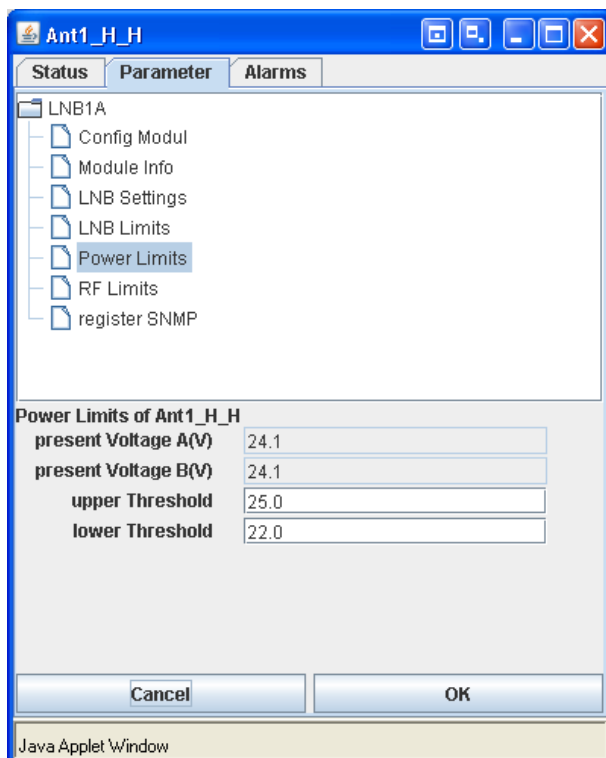 Ant1_H_H
Status Parameter Alarms
LNB1A
Config Modul
Module Info
LNB Settings
LNB Limits
Power Limits
RF Limits
register SNMP
Power Limits of Ant1_H_H
present Voltage A(V) 24.1
present Voltage B(V) 24.1
upper Threshold 25.0
lower Threshold 22.0
Cancel OK
Java Applet Window